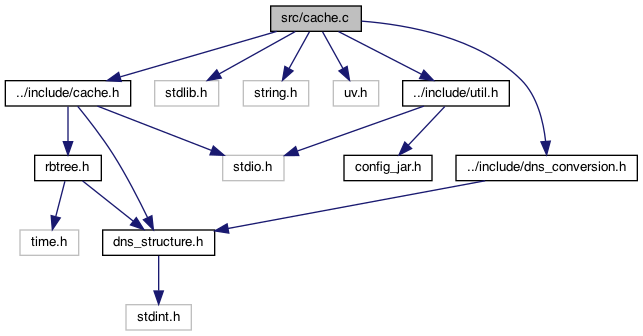 src/cache.c
../include/cache.h
stdlib.h
string.h
uv.h
../include/util.h
rbtree.h
stdio.h
config_jar.h
../include/dns_conversion.h
time.h
dns_structure.h
stdint.h